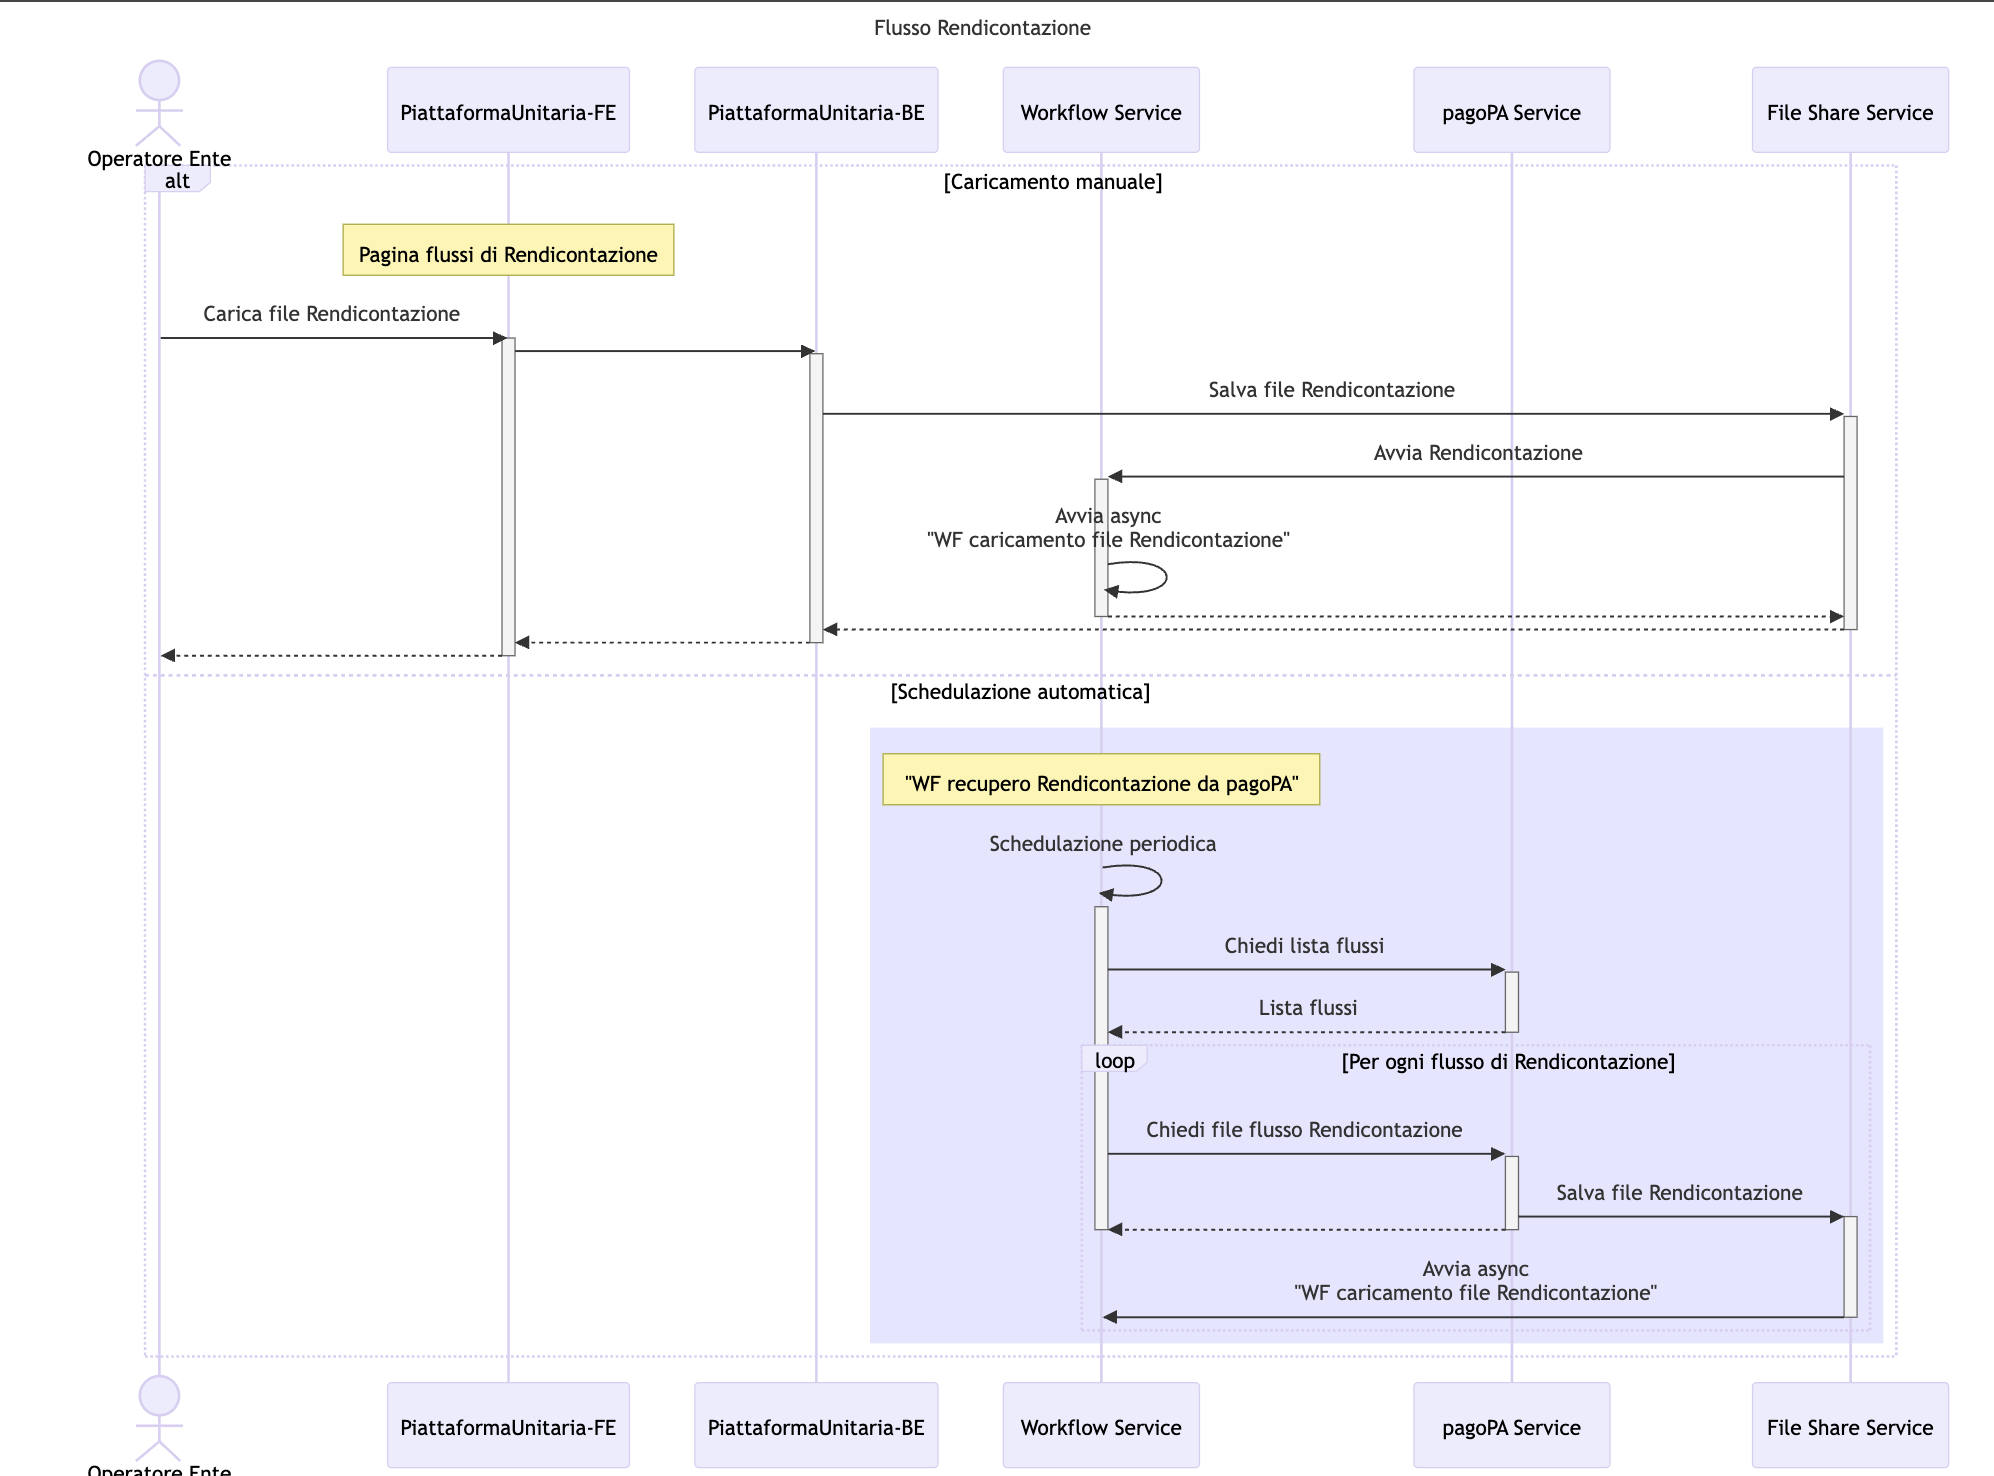 Flusso Rendicontazione
Operatore Ente
PiattaformaUnitaria-FE
PiattaformaUnitaria-BE
Workflow Service
pagoPA Service
File Share Service
alt
[Caricamento manuale]
Pagina flussi di Rendicontazione
Carica file Rendicontazione
Salva file Rendicontazione
Avvia Rendicontazione
Avvia async
"WF caricamento file Rendicontazione"
[Schedulazione automatica]
"WF recupero Rendicontazione da pagoPA"
Schedulazione periodica
Chiedi lista flussi
Lista flussi
loop
[Per ogni flusso di Rendicontazione]
Chiedi file flusso Rendicontazione
Salva file Rendicontazione
Avvia async
"WF caricamento file Rendicontazione"
PiattaformaUnitaria-FE
PiattaformaUnitaria-BE
Workflow Service
pagoPA Service
File Share Service
Operatore Ente